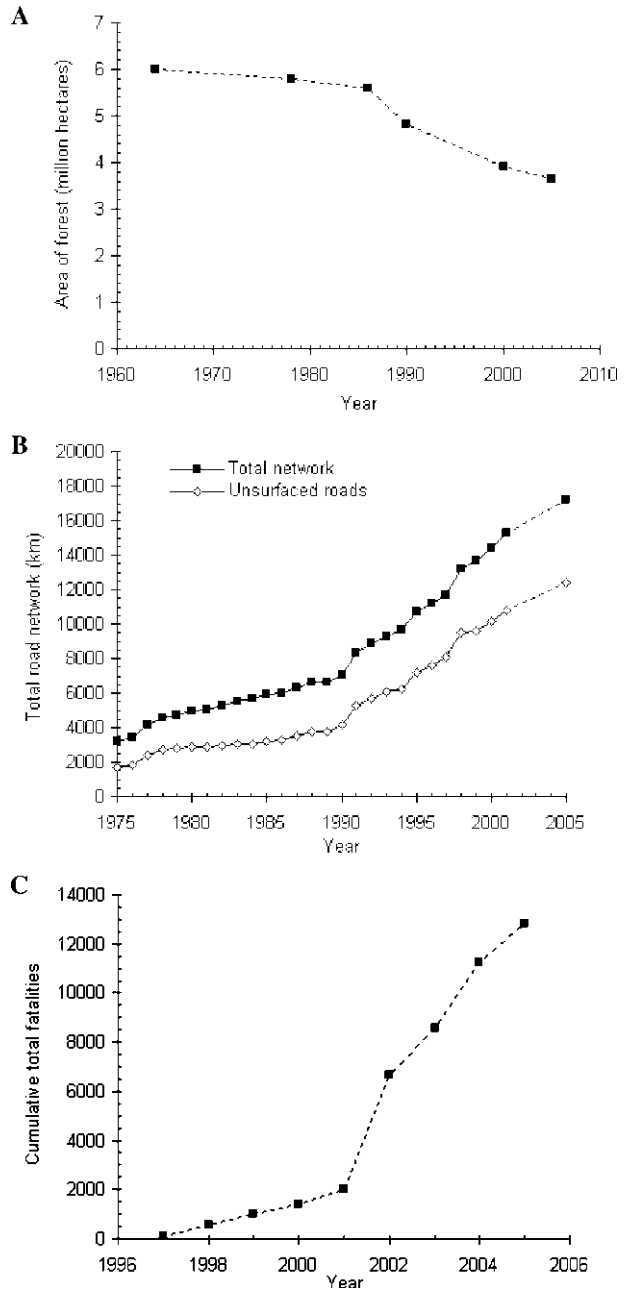 A
Area of forest (million hectares)
7
6
5
4
3
2
1
0
1960 1970 1980 1990 2000 2010
Year
B
Total road network (km)
20000
18000
16000
14000
12000
10000
8000
6000
4000
2000
0
Total network
Unsurfaced roads
1975 1980 1985 1990 1995 2000 2005
Year
C
Cumulative total fatalities
14000
12000
10000
8000
6000
4000
2000
0
1996 1998 2000 2002 2004 2006
Year